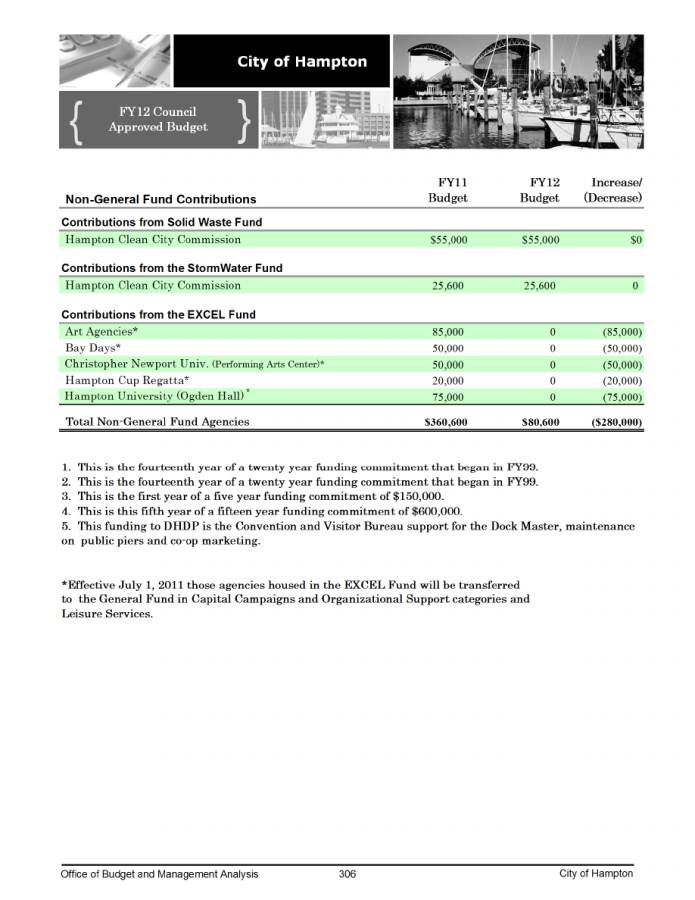 City of Hampton
FY12 Council
Approved Budget
FY11 FY12 Increase/
Non-General Fund Contributions Budget Budget (Decrease)
Contributions from Solid Waste Fund
Hampton Clean City Commission $55,000 $55,000 $0
Contributions from the StormWater Fund
Hampton Clean City Commission 25,600 25,600 0
Contributions from the EXCEL Fund
Art Agencies* 85,000 0 (85,000)
Bay Days* 50,000 0 (50,000)
Christopher Newport Univ. (Performing Arts Center)* 50,000 0 (50,000)
Hampton Cup Regatta* 20,000 0 (20,000)
Hampton University (Ogden Hall) * 75,000 0 (75,000)
Total Non-General Fund Agencies $360,600 $80,600 ($280,000)
1. This is the fourteenth year of a twenty year funding commitment that began in FY99.
2. This is the fourteenth year of a twenty year funding commitment that began in FY99.
3. This is the first year of a five year funding commitment of $150,000.
4. This is this fifth year of a fifteen year funding commitment of $600,000.
5. This funding to DHDP is the Convention and Visitor Bureau support for the Dock Master, maintenance
on public piers and co-op marketing.
*Effective July 1, 2011 those agencies housed in the EXCEL Fund will be transferred
to the General Fund in Capital Campaigns and Organizational Support categories and
Leisure Services.
Office of Budget and Management Analysis 306 City of Hampton